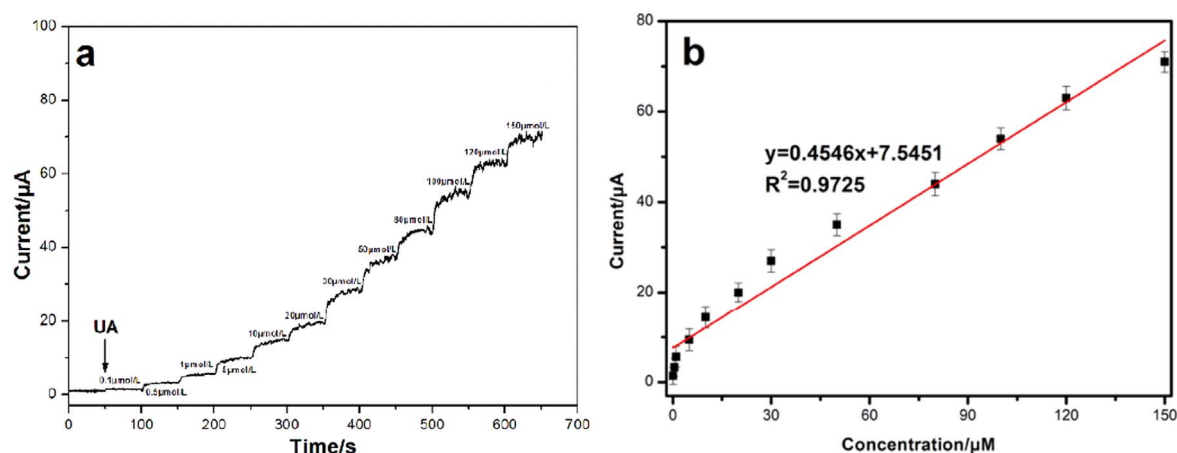 a
100
80
60
40
20
0
Current/µA
UA
0.1µmol/L
0.5µmol/L
1µmol/L
5µmol/L
10µmol/L
20µmol/L
30µmol/L
50µmol/L
80µmol/L
100µmol/L
120µmol/L
150µmol/L
0 100 200 300 400 500 600 700
Time/s
b
80
60
40
20
0
Current/µA
y=0.4546x+7.5451
R²=0.9725
0 30 60 90 120 150
Concentration/µM